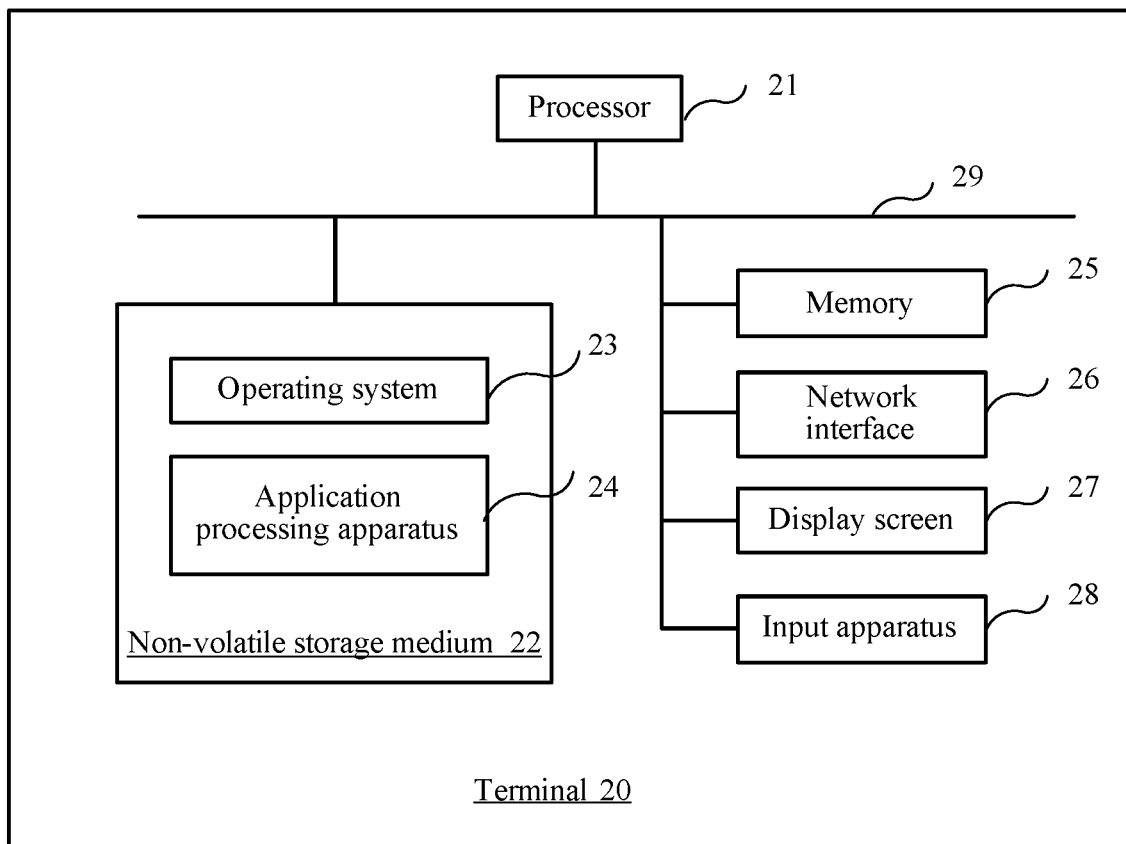 Processor
21
29
Operating system
23
Application
processing apparatus
24
Non-volatile storage medium 22
Memory
25
Network
interface
26
Display screen
27
Input apparatus
28
Terminal 20